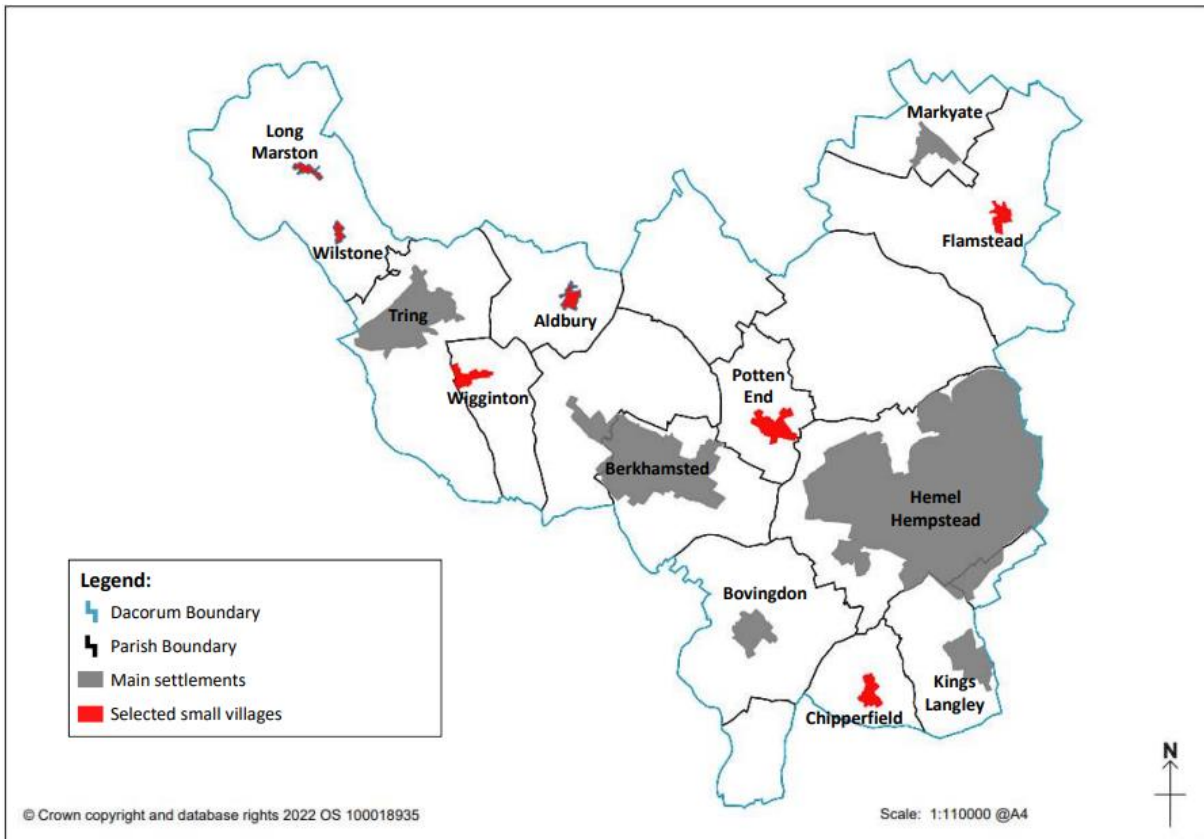 Markyate
Long
Marston
Flamstead
Wilstone
Tring
Aldbury
Potten
End
Wigginton
Berkhamsted
Hemel
Hempstead
Legend:
Dacorum Boundary
Parish Boundary
Main settlements
Selected small villages
Bovingdon
Kings
Langley
Chipperfield
N
© Crown copyright and database rights 2022 OS 100018935
Scale: 1:110000 @A4